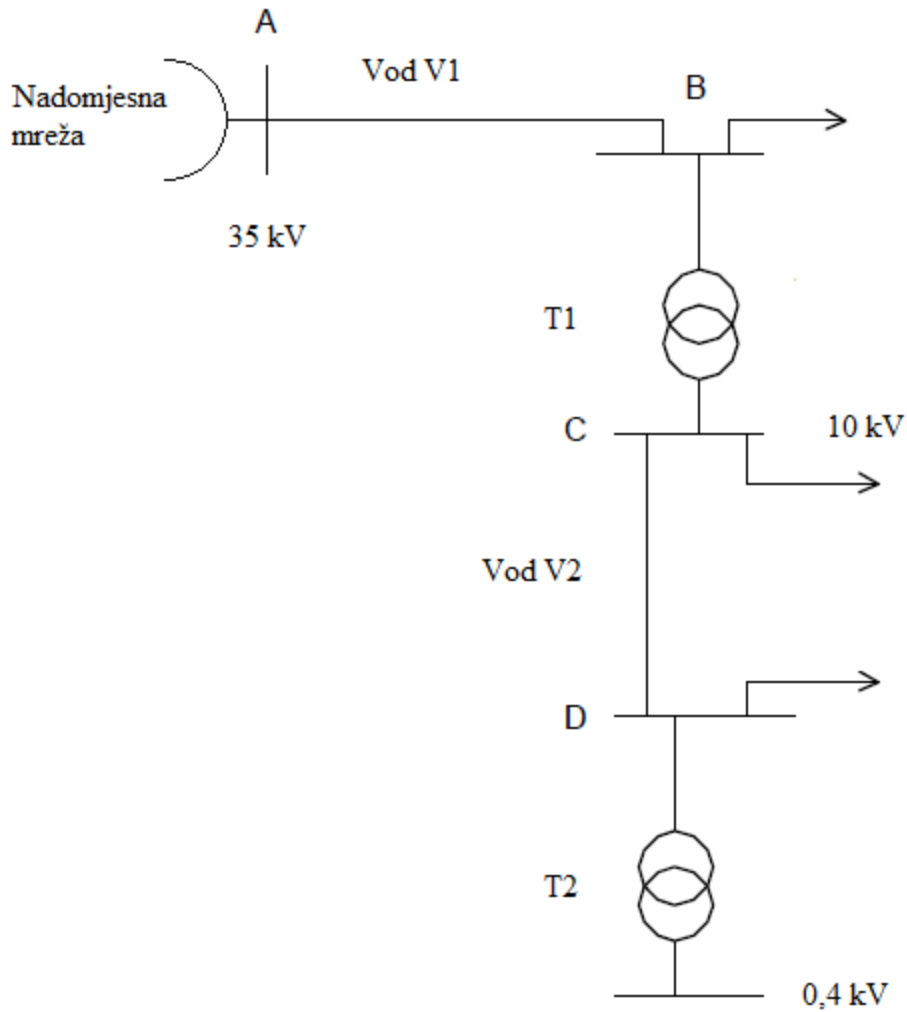 A
Vod V1
B
Nadomjesna
mreža
35 kV
T1
C
10 kV
Vod V2
D
T2
0,4 kV